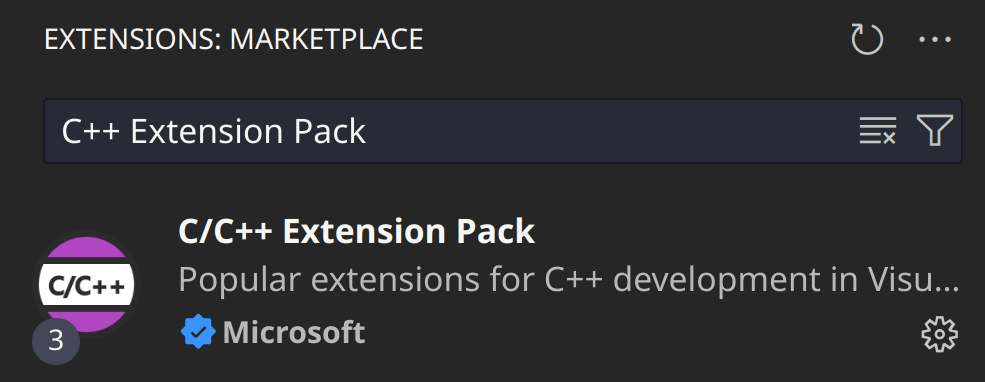 EXTENSIONS: MARKETPLACE
C++ Extension Pack
C/C++ Extension Pack
C/C++
Popular extensions for C++ development in Visu...
3
Microsoft